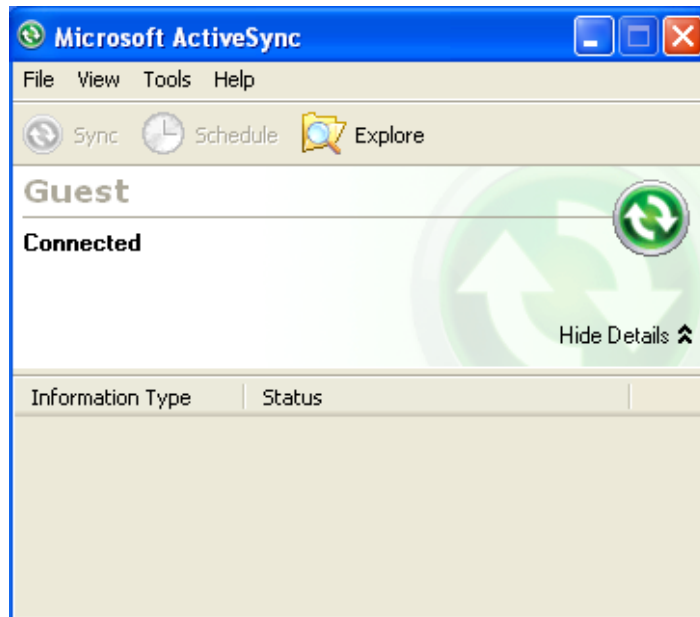 Microsoft ActiveSync
File View Tools Help
Sync Schedule Explore
Guest
Connected
Hide Details
Information Type Status